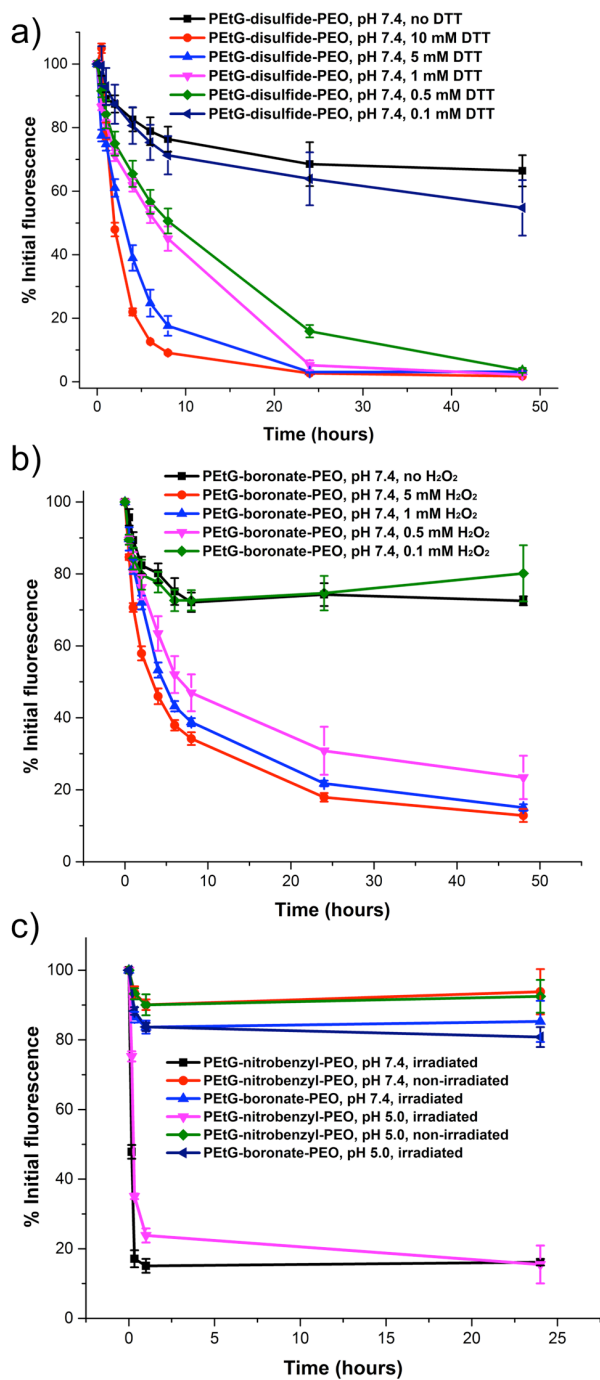 a)
PEtG-disulfide-PEO, pH 7.4, no DTT
PEtG-disulfide-PEO, pH 7.4, 10 mM DTT
PEtG-disulfide-PEO, pH 7.4, 5 mM DTT
PEtG-disulfide-PEO, pH 7.4, 1 mM DTT
PEtG-disulfide-PEO, pH 7.4, 0.5 mM DTT
PEtG-disulfide-PEO, pH 7.4, 0.1 mM DTT
% Initial fluorescence
100
80
60
40
20
0
0 10 20 30 40 50
Time (hours)
b)
PEtG-boronate-PEO, pH 7.4, no H₂O₂
PEtG-boronate-PEO, pH 7.4, 5 mM H₂O₂
PEtG-boronate-PEO, pH 7.4, 1 mM H₂O₂
PEtG-boronate-PEO, pH 7.4, 0.5 mM H₂O₂
PEtG-boronate-PEO, pH 7.4, 0.1 mM H₂O₂
% Initial fluorescence
100
80
60
40
20
0
0 10 20 30 40 50
Time (hours)
c)
PEtG-nitrobenzyl-PEO, pH 7.4, irradiated
PEtG-nitrobenzyl-PEO, pH 7.4, non-irradiated
PEtG-boronate-PEO, pH 7.4, irradiated
PEtG-nitrobenzyl-PEO, pH 5.0, irradiated
PEtG-nitrobenzyl-PEO, pH 5.0, non-irradiated
PEtG-boronate-PEO, pH 5.0, irradiated
% Initial fluorescence
100
80
60
40
20
0
0 5 10 15 20 25
Time (hours)